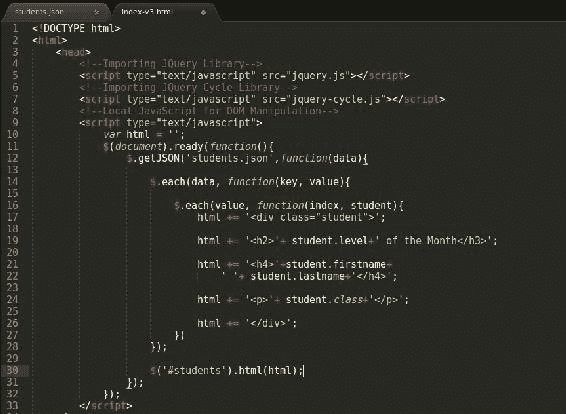 students.json × index-v3.html
1 <!DOCTYPE html>
2 <html>
3 <head>
4 <!--Importing JQuery Library-->
5 <script type="text/javascript" src="jquery.js"></script>
6 <!--Importing JQuery Cycle Library-->
7 <script type="text/javascript" src="jquery-cycle.js"></script>
8 <!--Local JavaScript for DOM Manipulation-->
9 <script type="text/javascript">
10 var html = '';
11 $(document).ready(function(){
12 $.getJSON('students.json',function(data){
13
14 $.each(data, function(key, value){
15
16 $.each(value, function(index, student){
17 html += '<div class="student">';
18
19 html += '<h2>'+ student.level+' of the Month</h3>';
20
21 html += '<h4>'+student.firstname+
22 ' '+ student.lastname+'</h4>';
23
24 html += '<p>'+ student.class+'</p>';
25
26 html += '</div>';
27 })
28 });
29
30 $('#students').html(html);
31 });
32 });
33 </script>